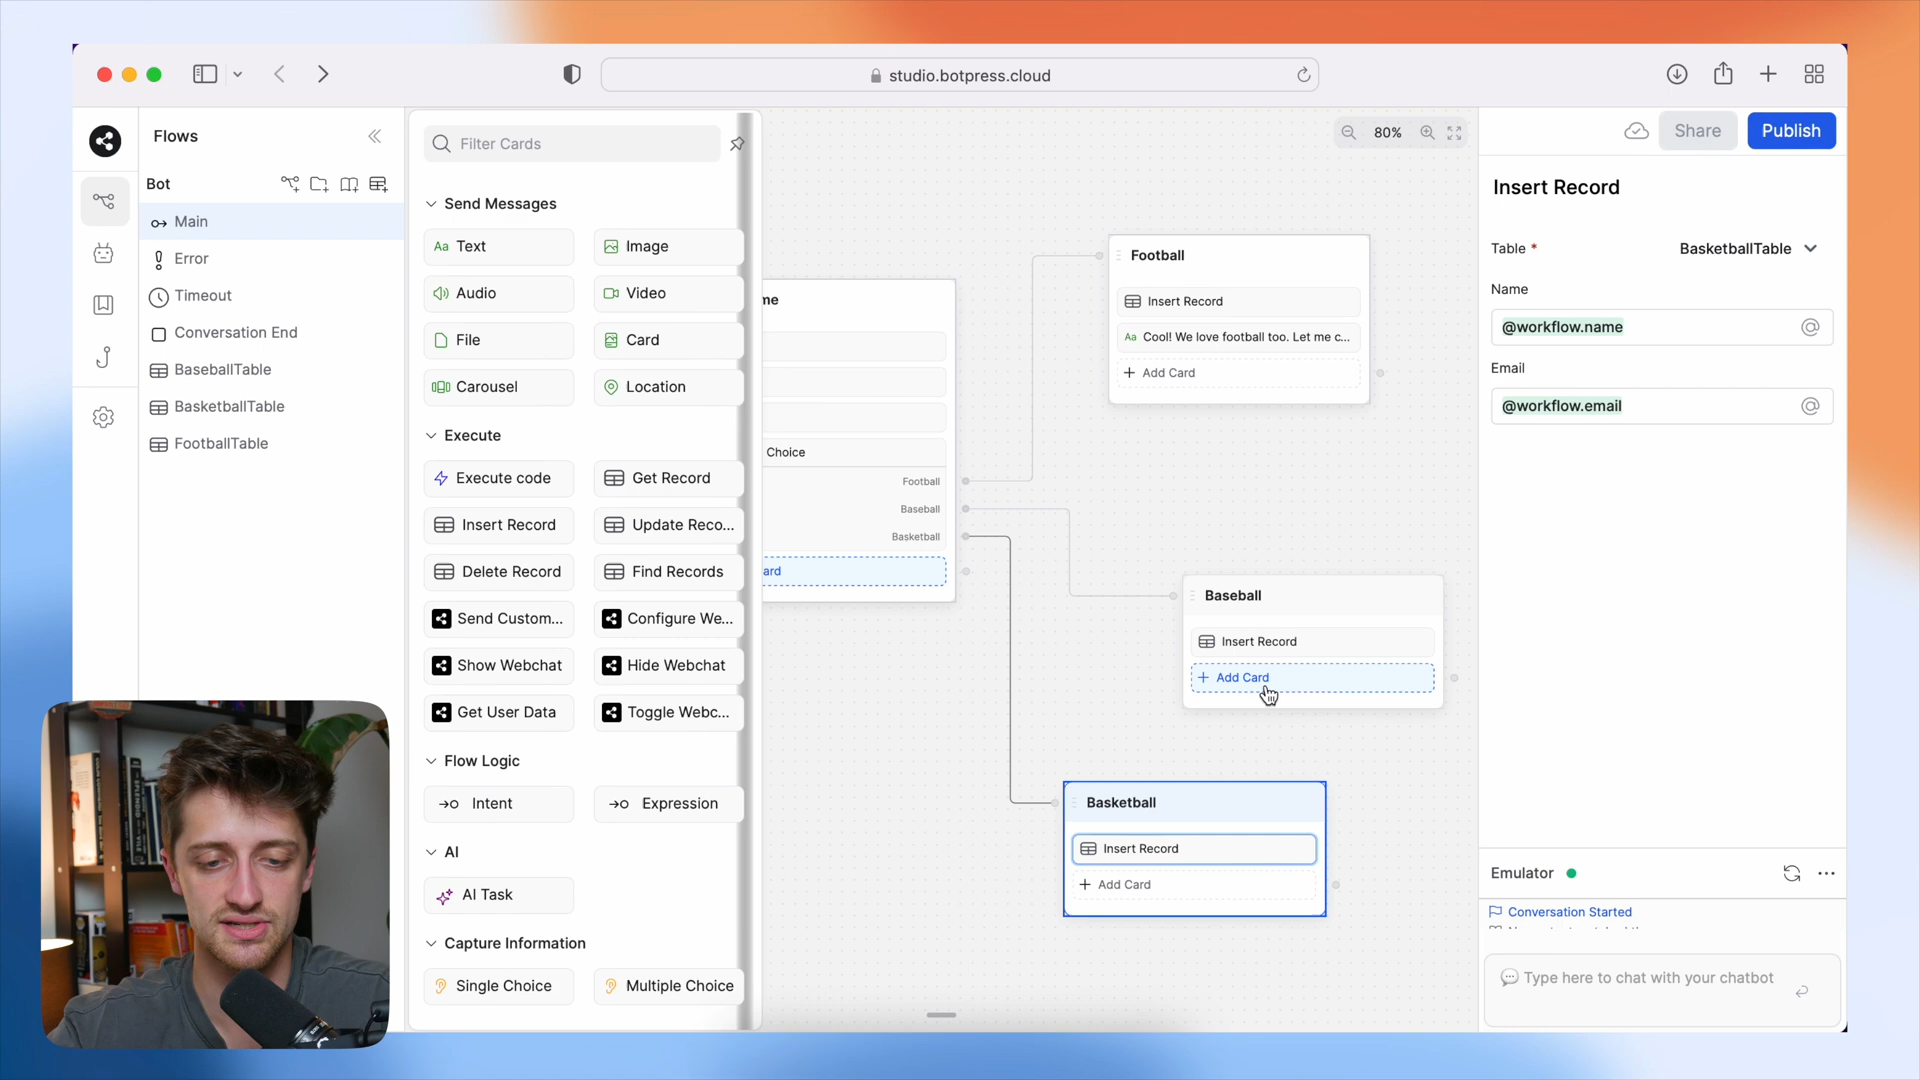 studio.botpress.cloud
Flows
Bot
Main
Error
Timeout
Conversation End
BaseballTable
BasketballTable
FootballTable
Filter Cards
Send Messages
Aa Text
Image
Audio
Video
File
Card
Carousel
Location
Execute
Execute code
Get Record
Insert Record
Update Reco...
Delete Record
Find Records
Send Custom...
Configure We...
Show Webchat
Hide Webchat
Get User Data
Toggle Webc...
Flow Logic
Intent
Expression
AI
AI Task
Capture Information
Single Choice
Multiple Choice
80%
me
Choice
Football
Baseball
Basketball
ard
Football
Insert Record
Aa Cool! We love football too. Let me c...
+ Add Card
Baseball
Insert Record
+ Add Card
Basketball
Insert Record
+ Add Card
Share
Publish
Insert Record
Table *
BasketballTable
Name
@workflow.name
@
Email
@workflow.email
@
Emulator
Conversation Started
Type here to chat with your chatbot